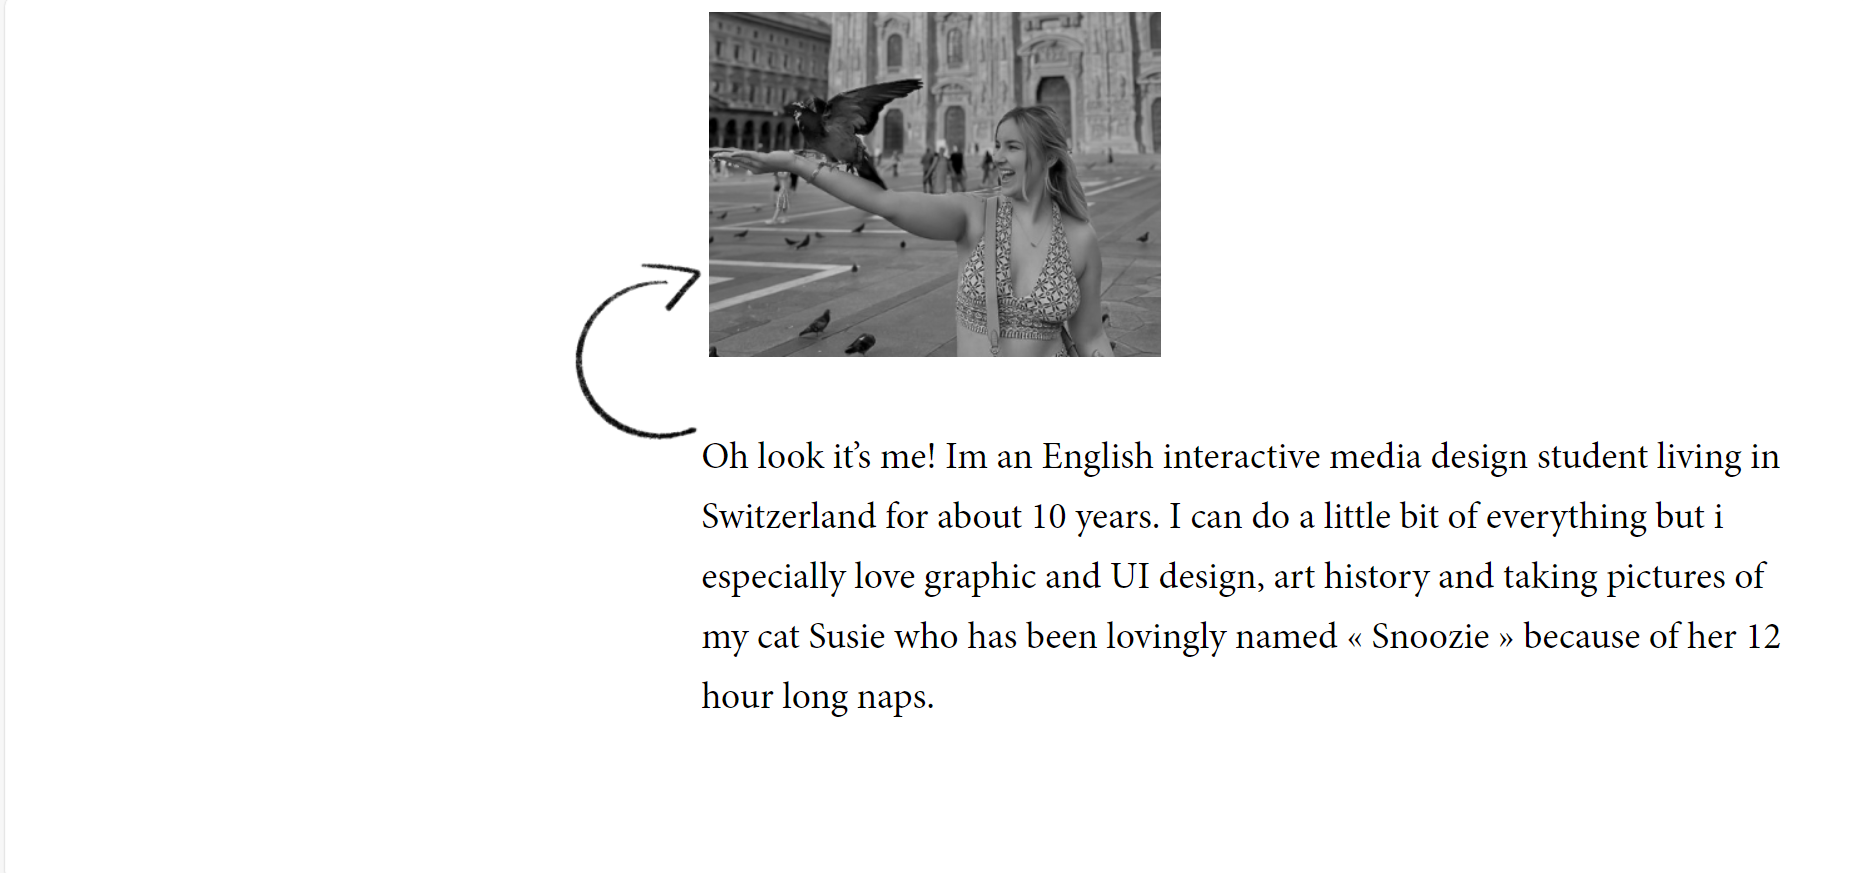 Oh look it’s me! Im an English interactive media design student living in
Switzerland for about 10 years. I can do a little bit of everything but i
especially love graphic and UI design, art history and taking pictures of
my cat Susie who has been lovingly named « Snoozie » because of her 12
hour long naps.